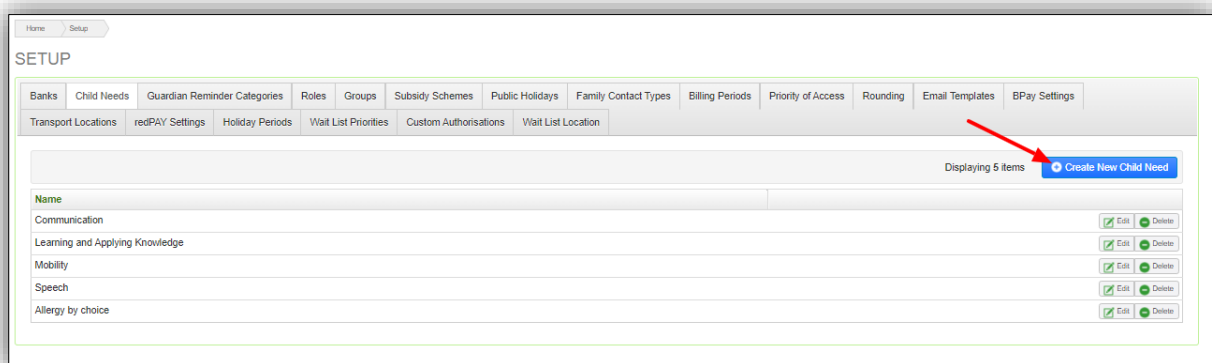 Home Setup
SETUP
Banks Child Needs Guardian Reminder Categories Roles Groups Subsidy Schemes Public Holidays Family Contact Types Billing Periods Priority of Access Rounding Email Templates BPay Settings
Transport Locations redPAY Settings Holiday Periods Wait List Priorities Custom Authorisations Wait List Location
Displaying 5 items Create New Child Need
Name
Communication Edit Delete
Learning and Applying Knowledge Edit Delete
Mobility Edit Delete
Speech Edit Delete
Allergy by choice Edit Delete